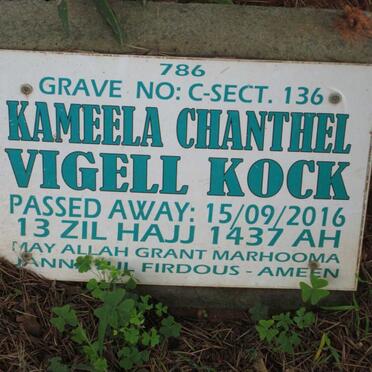 786
GRAVE NO: C-SECT. 136
KAMEELA CHANTHEL
VIGELL KOCK
PASSED AWAY: 15/09/2016
13 ZIL HAJJ 1437 AH
MAY ALLAH GRANT MARHOOMA
FIRDOUS - AMEEN